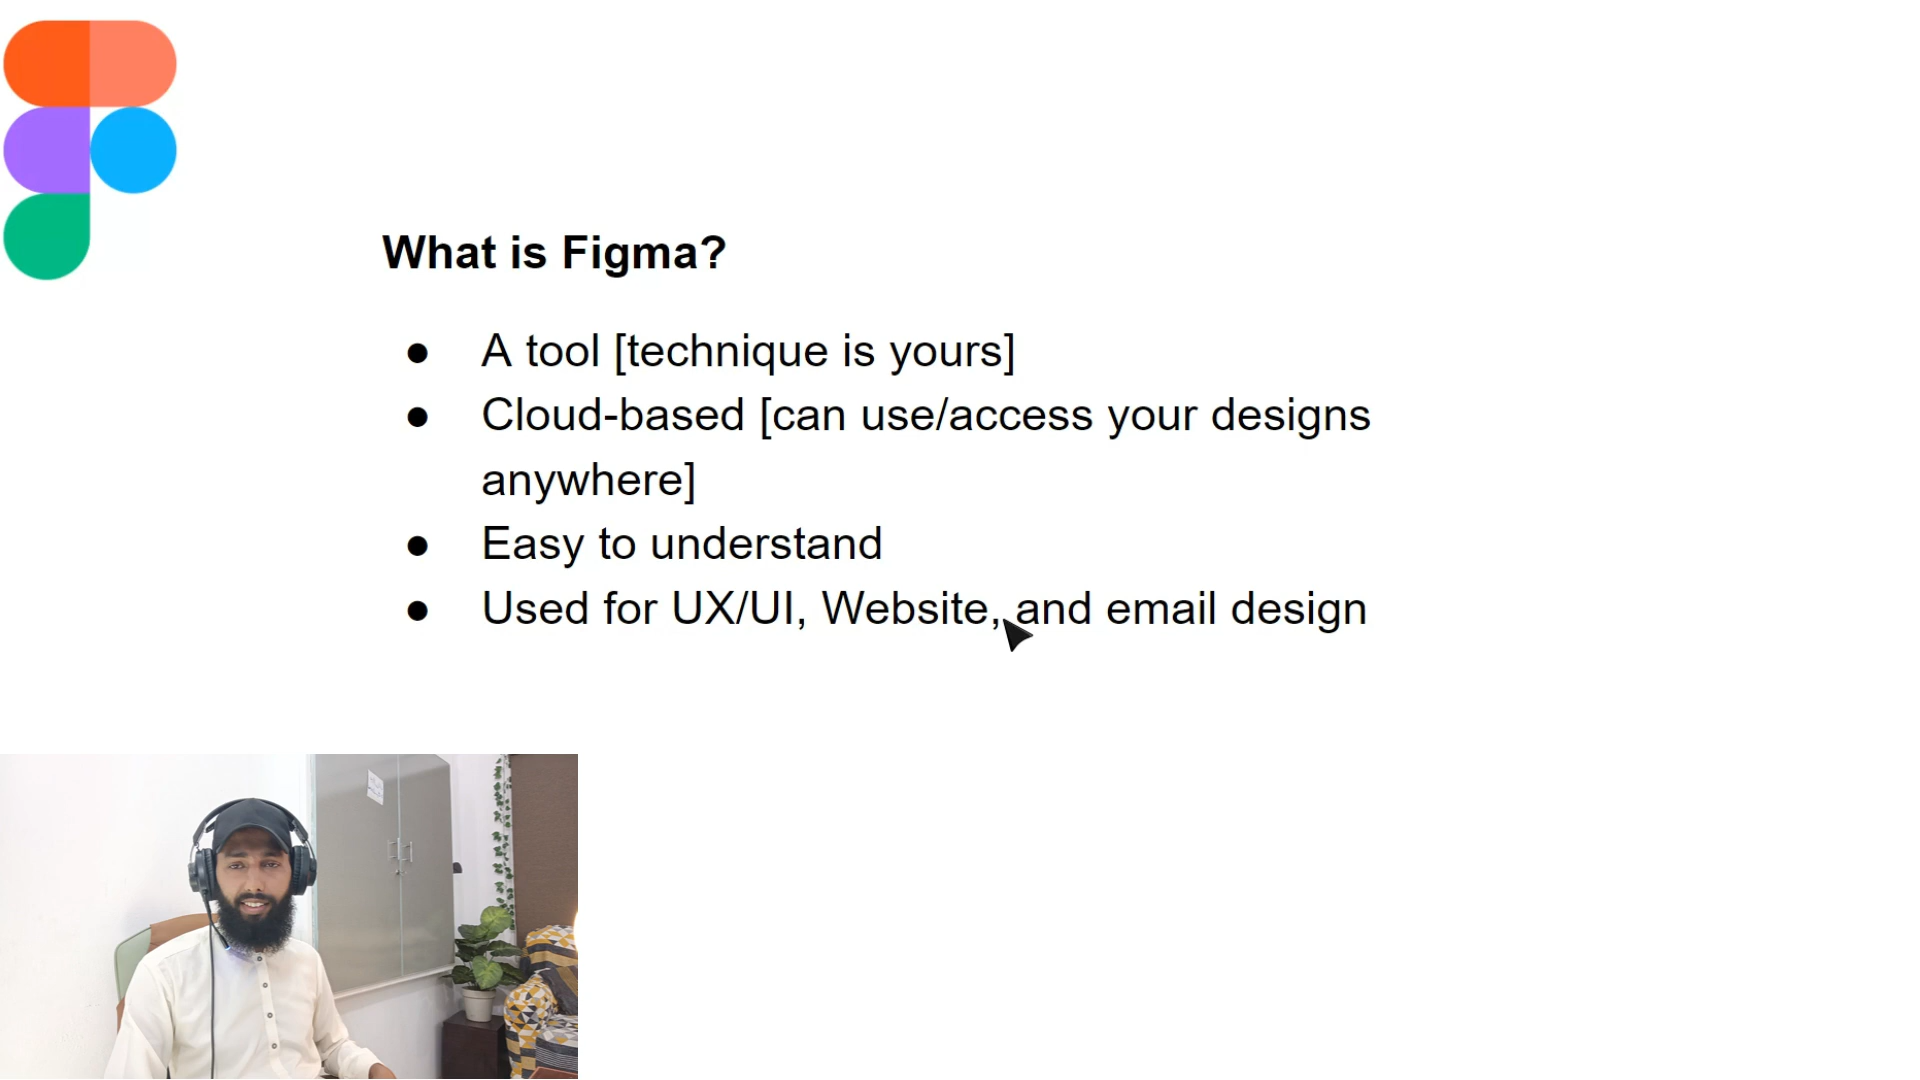 What is Figma?
● A tool [technique is yours]
● Cloud-based [can use/access your designs
anywhere]
● Easy to understand
● Used for UX/UI, Website, and email design